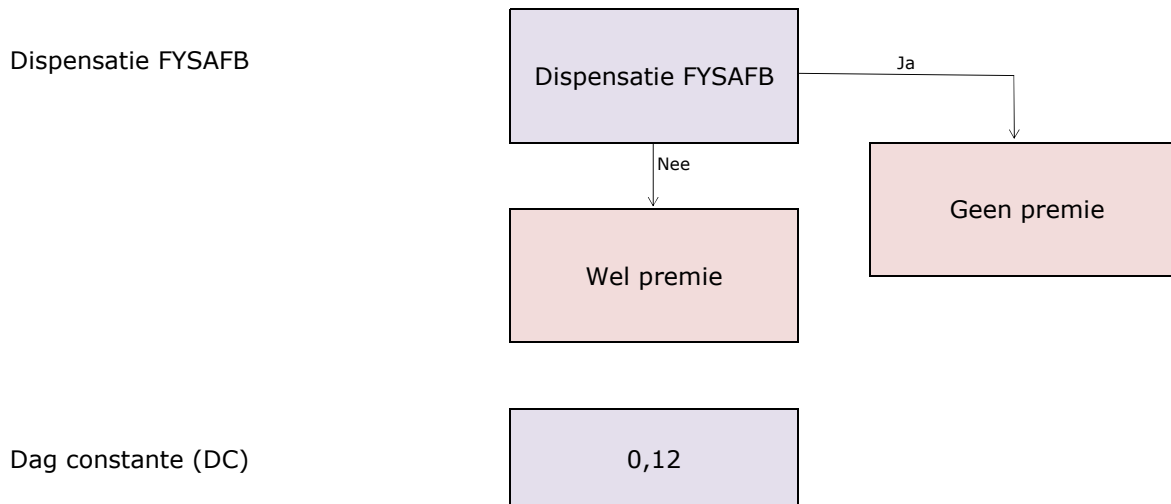 Dispensatie FYSAFB
Dispensatie FYSAFB
Ja
Nee
Geen premie
Wel premie
Dag constante (DC)
0,12